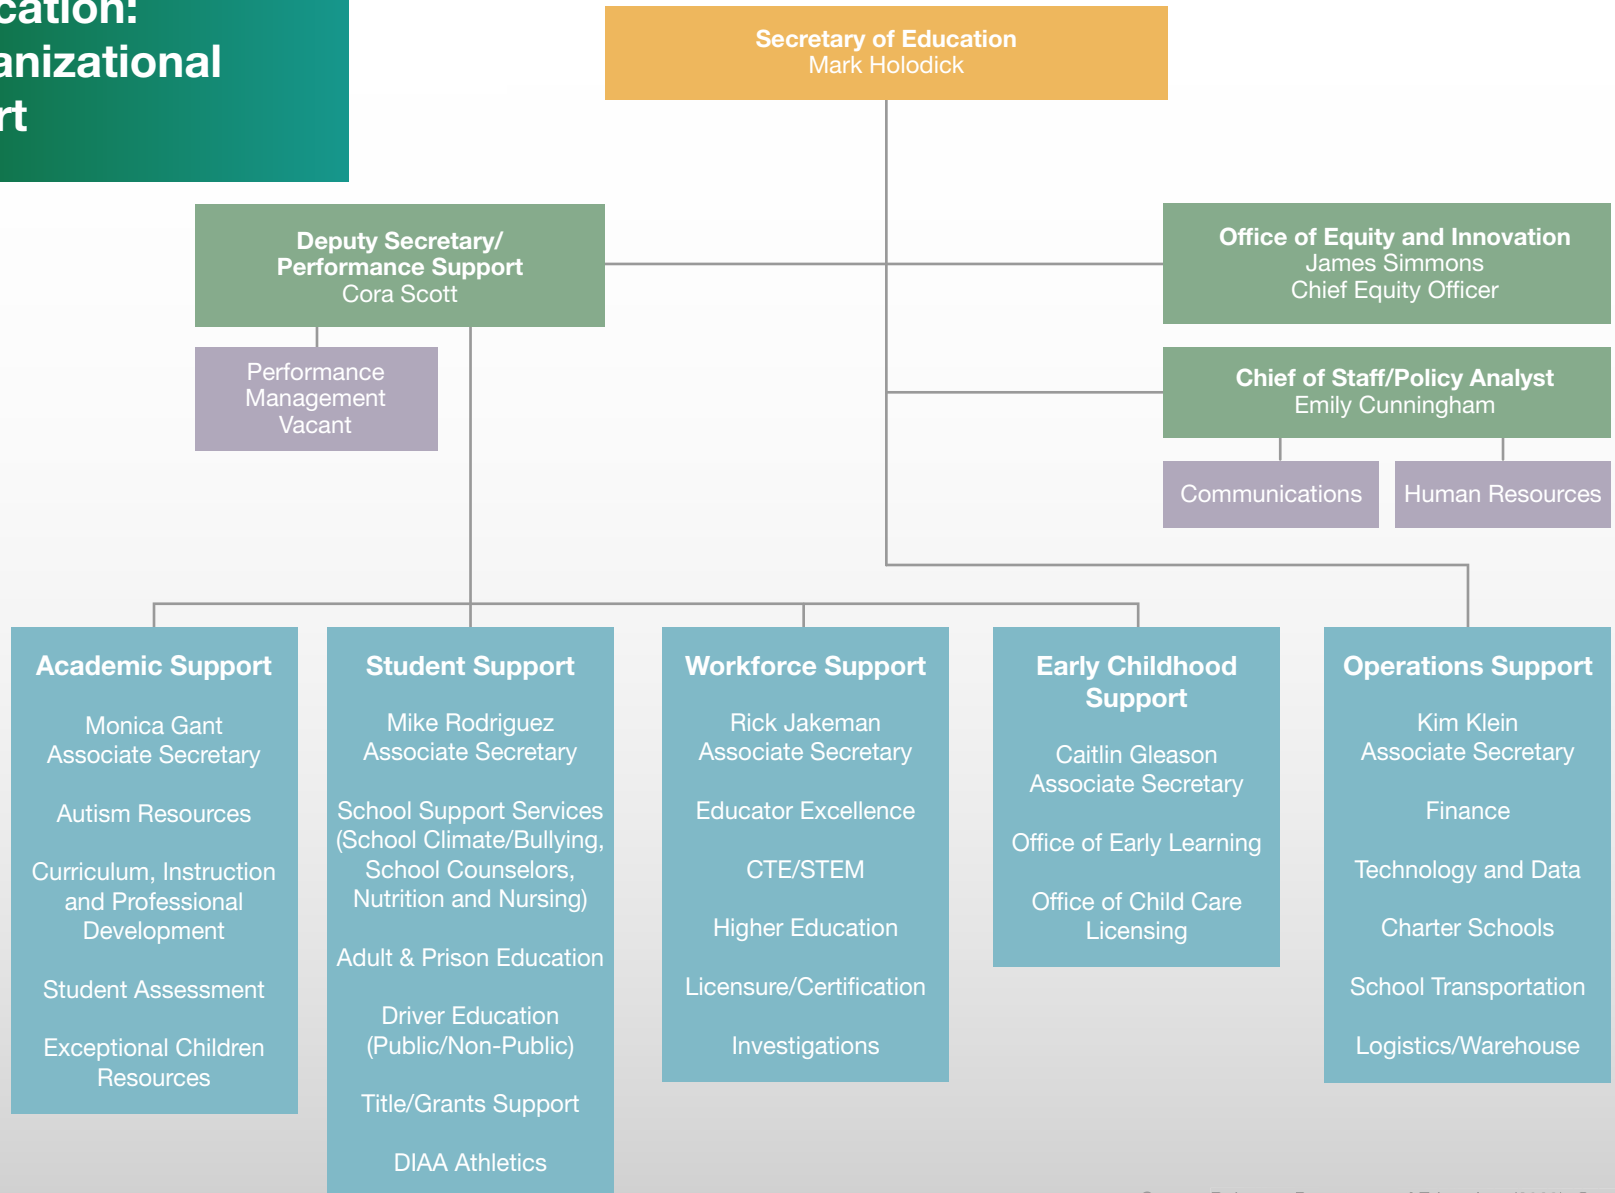 cation:
anizational
rt
Secretary of Education
Mark Holodick
Deputy Secretary/
Performance Support
Cora Scott
Office of Equity and Innovation
James Simmons
Chief Equity Officer
Performance
Management
Vacant
Chief of Staff/Policy Analyst
Emily Cunningham
Communications
Human Resources
Academic Support
Monica Gant
Associate Secretary
Autism Resources
Curriculum, Instruction
and Professional
Development
Student Assessment
Exceptional Children
Resources
Student Support
Mike Rodriguez
Associate Secretary
School Support Services
(School Climate/Bullying,
School Counselors,
Nutrition and Nursing)
Adult & Prison Education
Driver Education
(Public/Non-Public)
Title/Grants Support
DIAA Athletics
Workforce Support
Rick Jakeman
Associate Secretary
Educator Excellence
CTE/STEM
Higher Education
Licensure/Certification
Investigations
Early Childhood
Support
Caitlin Gleason
Associate Secretary
Office of Early Learning
Office of Child Care
Licensing
Operations Support
Kim Klein
Associate Secretary
Finance
Technology and Data
Charter Schools
School Transportation
Logistics/Warehouse